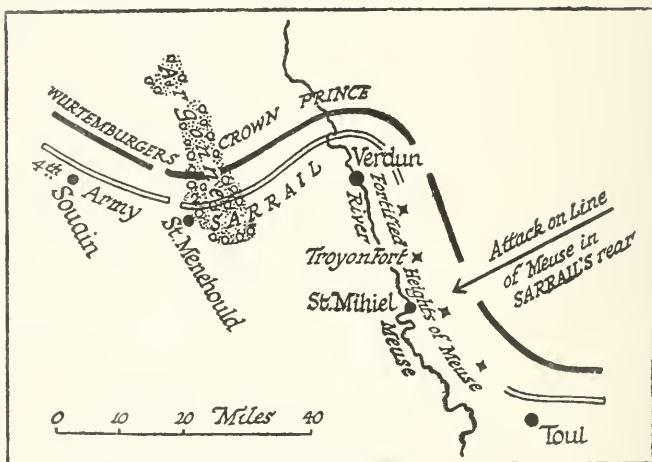 WURTEMBURGERS
Argonne
CROWN PRINCE
4th Army
Souain
St. Menehould
SARRAIL
Verdun
River
Meuse
Fortified
Heights of Meuse
Troyon Fort
St. Mihiel
Attack on Line
of Meuse in
SARRAIL'S rear
Toul
0 10 20 Miles 40